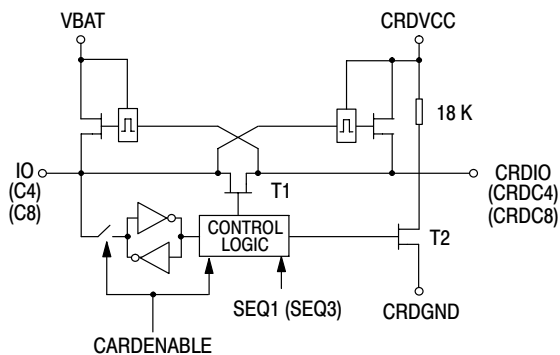 VBAT
CRDVCC
18 K
IO
(C4)
(C8)
T1
CRDIO
(CRDC4)
(CRDC8)
CONTROL
LOGIC
T2
SEQ1 (SEQ3)
CRDGND
CARDENABLE